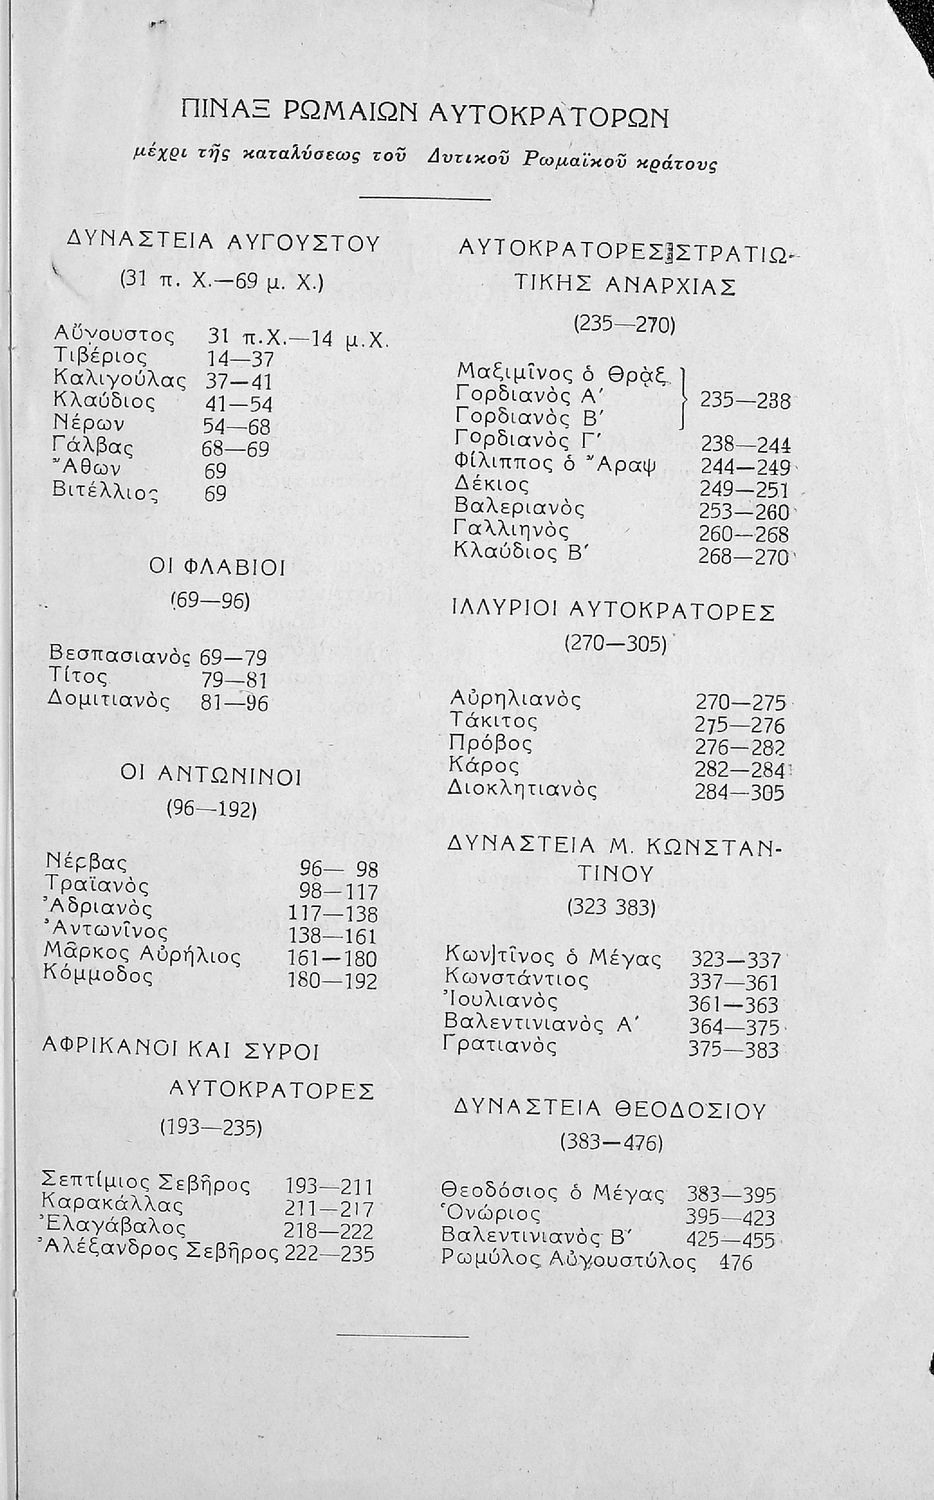 ΠΙΝΑΞ ΡΩΜΑΙΩΝ ΑΥΤΟΚΡΑΤΟΡΩΝ
μέχρι τῆς καταλύσεως τοῦ Δυτικοῦ Ῥωμαϊκοῦ κράτους
ΔΥΝΑΣΤΕΙΑ ΑΥΓΟΥΣΤΟΥ
(31 π. Χ.—69 μ. Χ.)
Αὔγουστος 31 π.Χ.—14 μ.Χ.
Τιβέριος 14—37
Καλιγούλας 37—41
Κλαύδιος 41—54
Νέρων 54—68
Γάλβας 68—69
Ἄθων 69
Βιτέλλιος 69
ΟΙ ΦΛΑΒΙΟΙ
(69—96)
Βεσπασιανὸς 69—79
Τίτος 79—81
Δομιτιανὸς 81—96
ΟΙ ΑΝΤΩΝΙΝΟΙ
(96—192)
Νέρβας 96— 98
Τραϊανὸς 98—117
Ἀδριανὸς 117—138
Ἀντωνῖνος 138—161
Μᾶρκος Αὐρήλιος 161—180
Κόμμοδος 180—192
ΑΦΡΙΚΑΝΟΙ ΚΑΙ ΣΥΡΟΙ
ΑΥΤΟΚΡΑΤΟΡΕΣ
(193—235)
Σεπτίμιος Σεβῆρος 193—211
Καρακάλλας 211—217
Ἐλαγάβαλος 218—222
Ἀλέξανδρος Σεβῆρος 222—235
ΑΥΤΟΚΡΑΤΟΡΕΣ ΣΤΡΑΤΙΩ-
ΤΙΚΗΣ ΑΝΑΡΧΙΑΣ
(235—270)
Μαξιμῖνος ὁ Θρᾷξ
Γορδιανὸς Α΄ 235—238
Γορδιανὸς Β΄
Γορδιανὸς Γ΄ 238—244
Φίλιππος ὁ Ἄραψ 244—249
Δέκιος 249—251
Βαλεριανὸς 253—260
Γαλλιηνὸς 260—268
Κλαύδιος Β΄ 268—270
ΙΛΛΥΡΙΟΙ ΑΥΤΟΚΡΑΤΟΡΕΣ
(270—305)
Αὐρηλιανὸς 270—275
Τάκιτος 275—276
Πρόβος 276—282
Κάρος 282—284
Διοκλητιανὸς 284—305
ΔΥΝΑΣΤΕΙΑ Μ. ΚΩΝΣΤΑΝ-
ΤΙΝΟΥ
(323 383)
Κων]τῖνος ὁ Μέγας 323—337
Κωνστάντιος 337—361
Ἰουλιανὸς 361—363
Βαλεντινιανὸς Α΄ 364—375
Γρατιανὸς 375—383
ΔΥΝΑΣΤΕΙΑ ΘΕΟΔΟΣΙΟΥ
(383—476)
Θεοδόσιος ὁ Μέγας 383—395
Ὁνώριος 395—423
Βαλεντινιανὸς Β΄ 425—455
Ρωμύλος Αὐγουστύλος 476